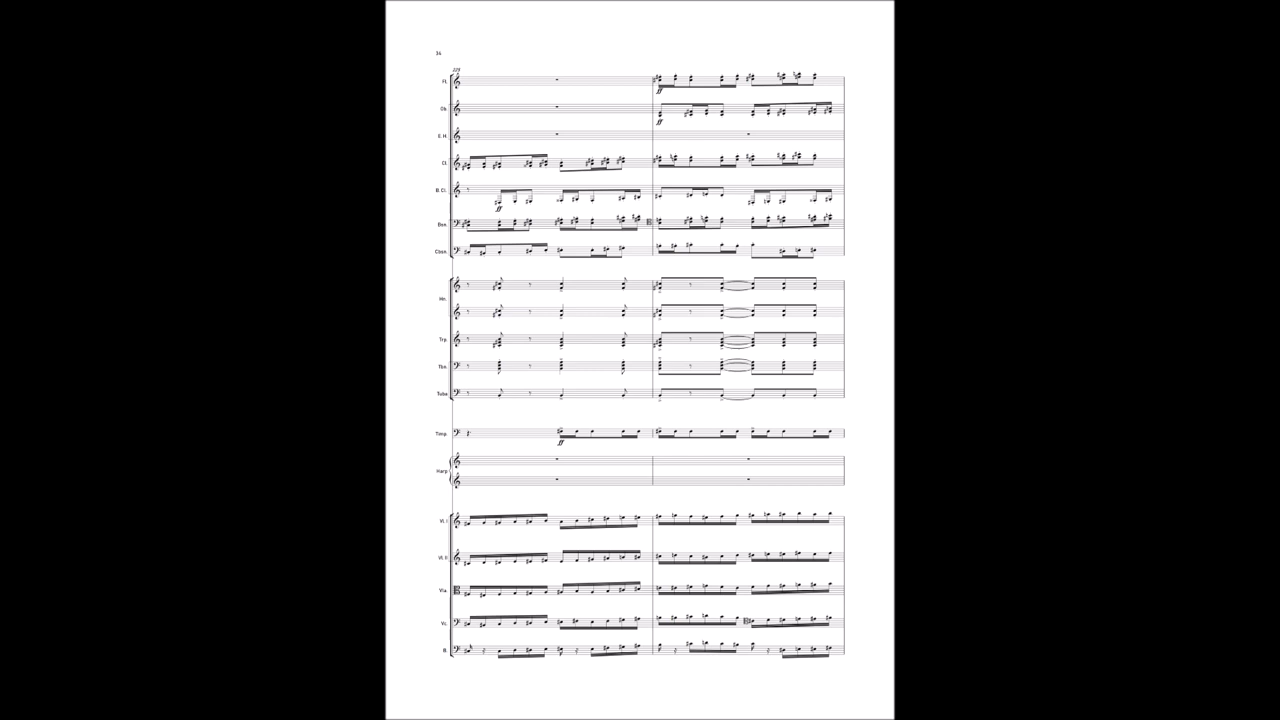 34
229
Fl.
ff
Ob.
ff
E. H.
Cl.
B. Cl.
ff
Bsn.
Cbsn.
Hn.
Trp.
Tbn.
Tuba
Timp.
ff
Harp
Vl. I
Vl. II
Vla.
Vc.
B.